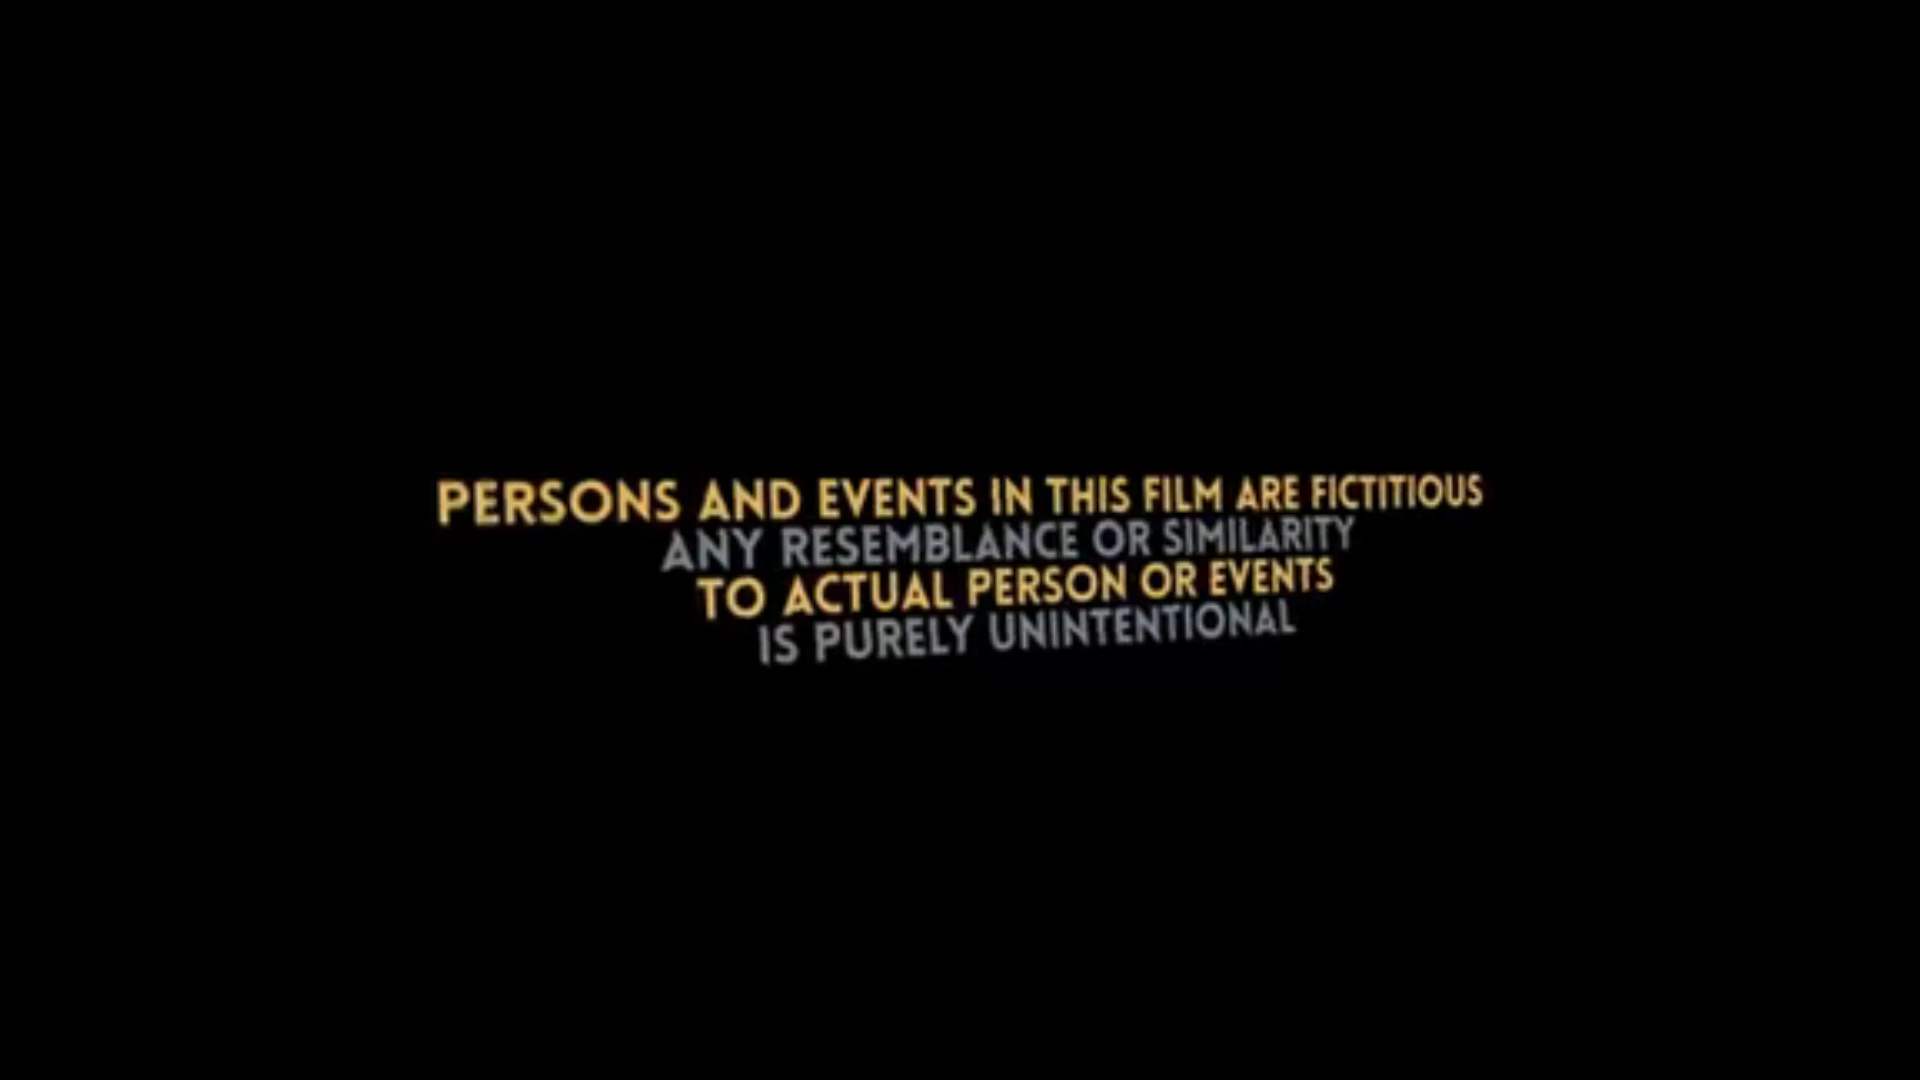 PERSONS AND EVENTS IN THIS FILM ARE FICTITIOUS
ANY RESEMBLANCE OR SIMILARITY
TO ACTUAL PERSON OR EVENTS
IS PURELY UNINTENTIONAL